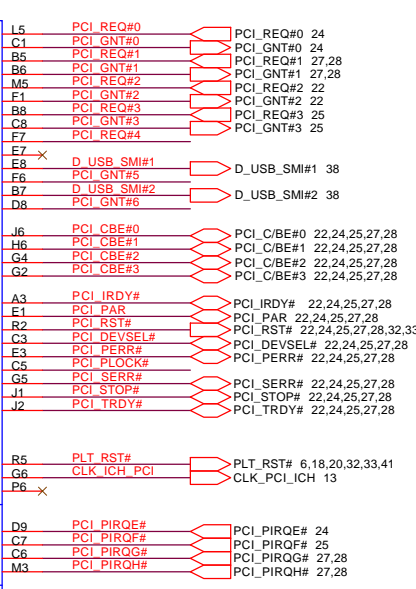 L5 PCI_REQ#0 PCI_REQ#0 24
C1 PCI_GNT#0 PCI_GNT#0 24
B5 PCI_REQ#1 PCI_REQ#1 27,28
B6 PCI_GNT#1 PCI_GNT#1 27,28
M5 PCI_REQ#2 PCI_REQ#2 22
F1 PCI_GNT#2 PCI_GNT#2 22
B8 PCI_REQ#3 PCI_REQ#3 25
C8 PCI_GNT#3 PCI_GNT#3 25
F7 PCI_REQ#4
E7
E8 D_USB_SMI#1 D_USB_SMI#1 38
F6 PCI_GNT#5
B7 D_USB_SMI#2 D_USB_SMI#2 38
D8 PCI_GNT#6
J6 PCI_CBE#0 PCI_C/BE#0 22,24,25,27,28
H6 PCI_CBE#1 PCI_C/BE#1 22,24,25,27,28
G4 PCI_CBE#2 PCI_C/BE#2 22,24,25,27,28
G2 PCI_CBE#3 PCI_C/BE#3 22,24,25,27,28
A3 PCI_IRDY# PCI_IRDY# 22,24,25,27,28
E1 PCI_PAR PCI_PAR 22,24,25,27,28
R2 PCI_RST# PCI_RST# 22,24,25,27,28,32,33
C3 PCI_DEVSEL# PCI_DEVSEL# 22,24,25,27,28
E3 PCI_PERR# PCI_PERR# 22,24,25,27,28
C5 PCI_PLOCK#
G5 PCI_SERR# PCI_SERR# 22,24,25,27,28
J1 PCI_STOP# PCI_STOP# 22,24,25,27,28
J2 PCI_TRDY# PCI_TRDY# 22,24,25,27,28
R5 PLT_RST# PLT_RST# 6,18,20,32,33,41
G6 CLK_ICH_PCI CLK_PCI_ICH 13
P6
D9 PCI_PIRQE# PCI_PIRQE# 24
C7 PCI_PIRQF# PCI_PIRQF# 25
C6 PCI_PIRQG# PCI_PIRQG# 27,28
M3 PCI_PIRQH# PCI_PIRQH# 27,28